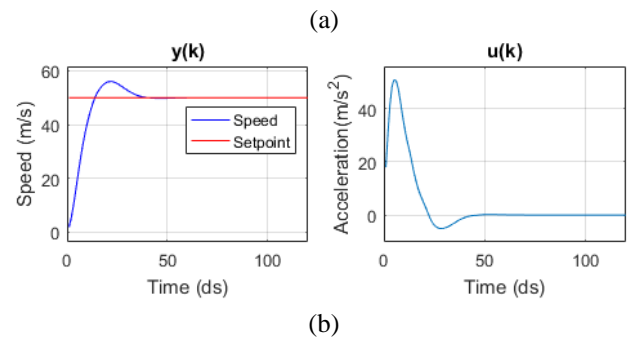 (a)
y(k)
Speed (m/s)
60
40
20
0
Speed
Setpoint
0
50
100
Time (ds)
u(k)
Acceleration(m/s²)
40
20
0
0
50
100
Time (ds)
(b)